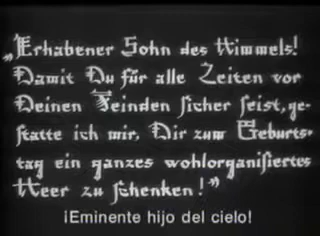 „Erhabener Sohn des Himmels!
Damit Du für alle Zeiten vor
Deinen Feinden sicher seist, ge-
statte ich mir, Dir zum Geburts-
tag ein ganzes wohlorganisiertes
Heer zu schenken!"
¡Eminente hijo del cielo!